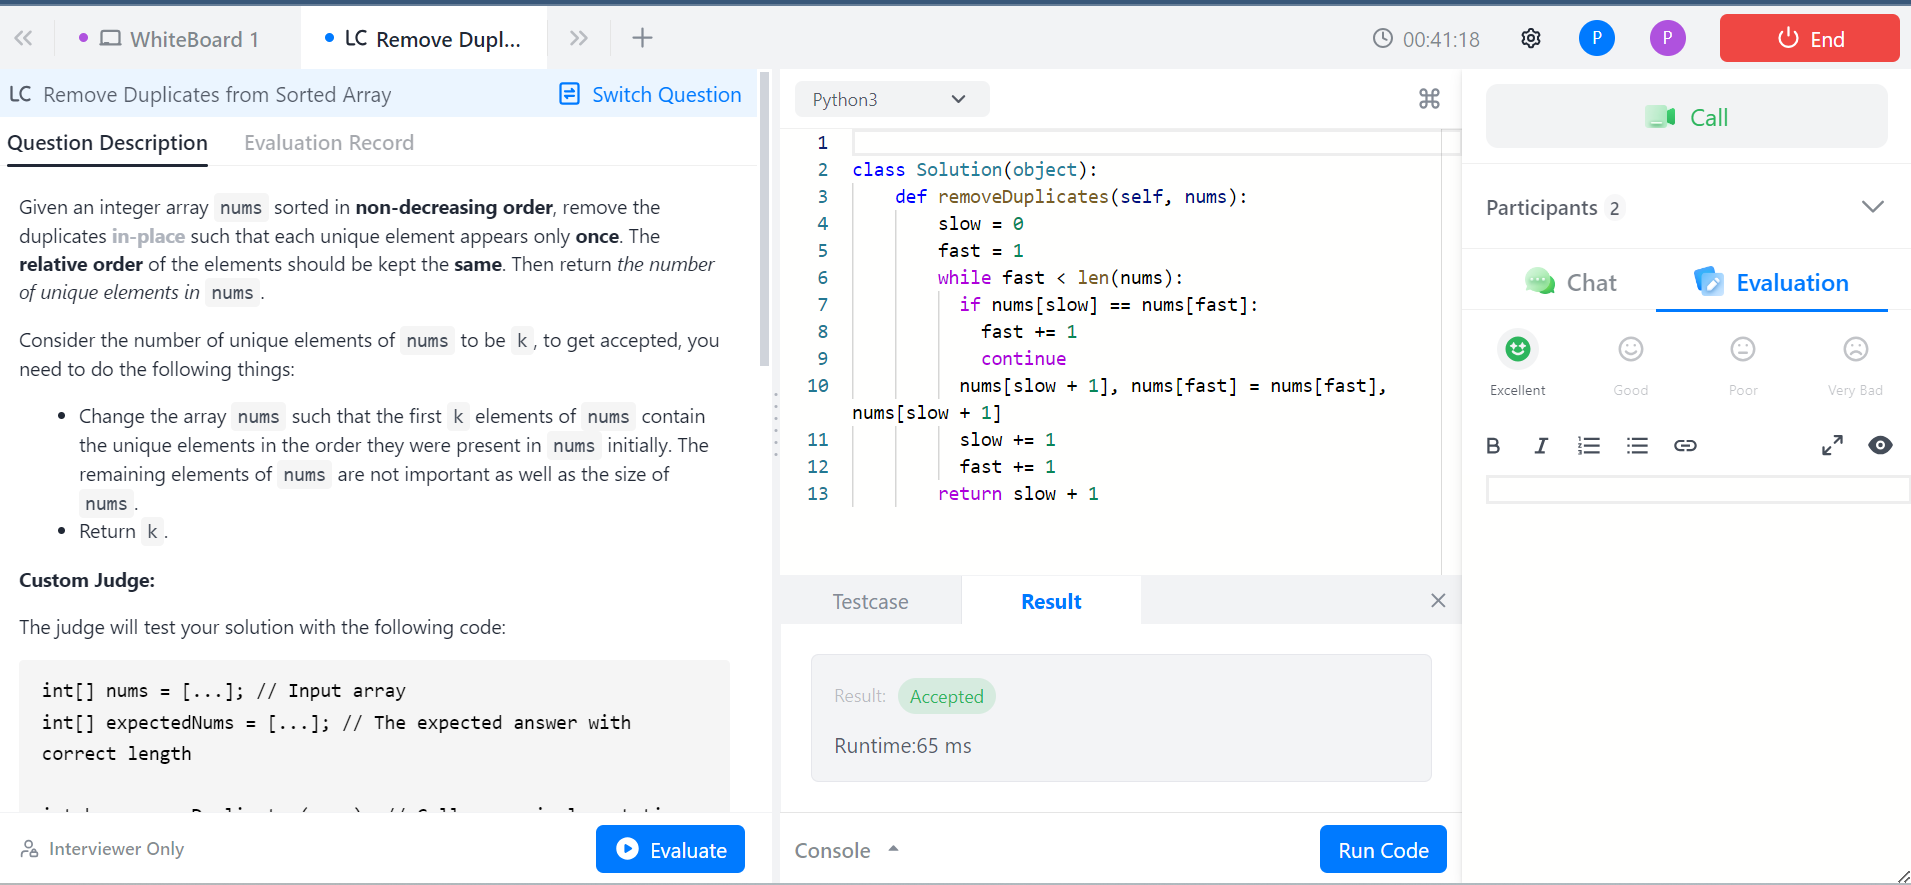 WhiteBoard 1
LC Remove Dupl...
00:41:18
P
P
End
LC Remove Duplicates from Sorted Array
Switch Question
Question Description
Evaluation Record
Given an integer array nums sorted in non-decreasing order, remove the
duplicates in-place such that each unique element appears only once. The
relative order of the elements should be kept the same. Then return the number
of unique elements in nums.
Consider the number of unique elements of nums to be k, to get accepted, you
need to do the following things:
• Change the array nums such that the first k elements of nums contain
the unique elements in the order they were present in nums initially. The
remaining elements of nums are not important as well as the size of
nums.
• Return k.
Custom Judge:
The judge will test your solution with the following code:
int[] nums = [...]; // Input array
int[] expectedNums = [...]; // The expected answer with
correct length
Interviewer Only
Evaluate
Python3
1
2 class Solution(object):
3 def removeDuplicates(self, nums):
4 slow = 0
5 fast = 1
6 while fast < len(nums):
7 if nums[slow] == nums[fast]:
8 fast += 1
9 continue
10 nums[slow + 1], nums[fast] = nums[fast],
nums[slow + 1]
11 slow += 1
12 fast += 1
13 return slow + 1
Testcase
Result
Result: Accepted
Runtime:65 ms
Console
Run Code
Call
Participants 2
Chat
Evaluation
Excellent
Good
Poor
Very Bad
B I